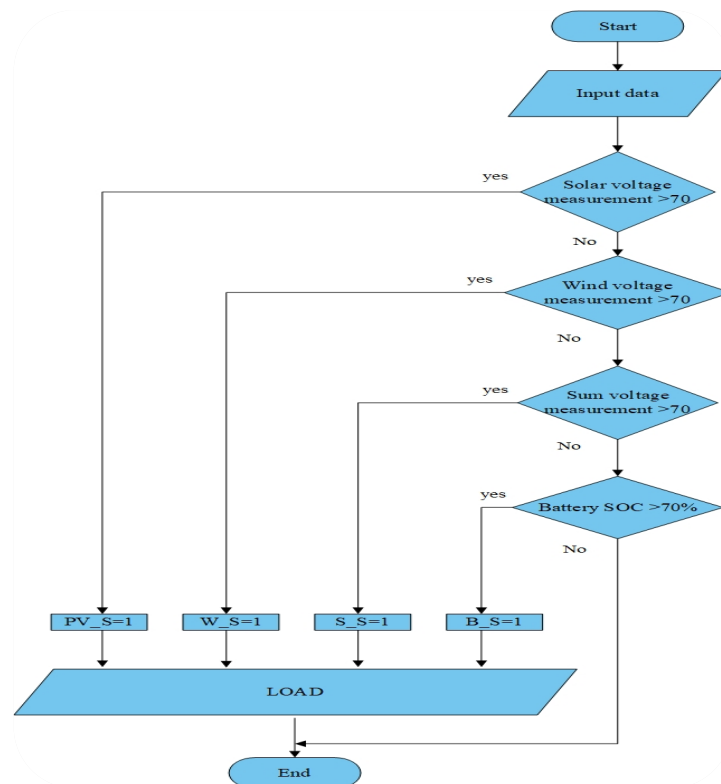 Start
Input data
yes
Solar voltage
measurement >70
No
yes
Wind voltage
measurement >70
No
yes
Sum voltage
measurement >70
No
yes
Battery SOC >70%
No
PV_S=1
W_S=1
S_S=1
B_S=1
LOAD
End